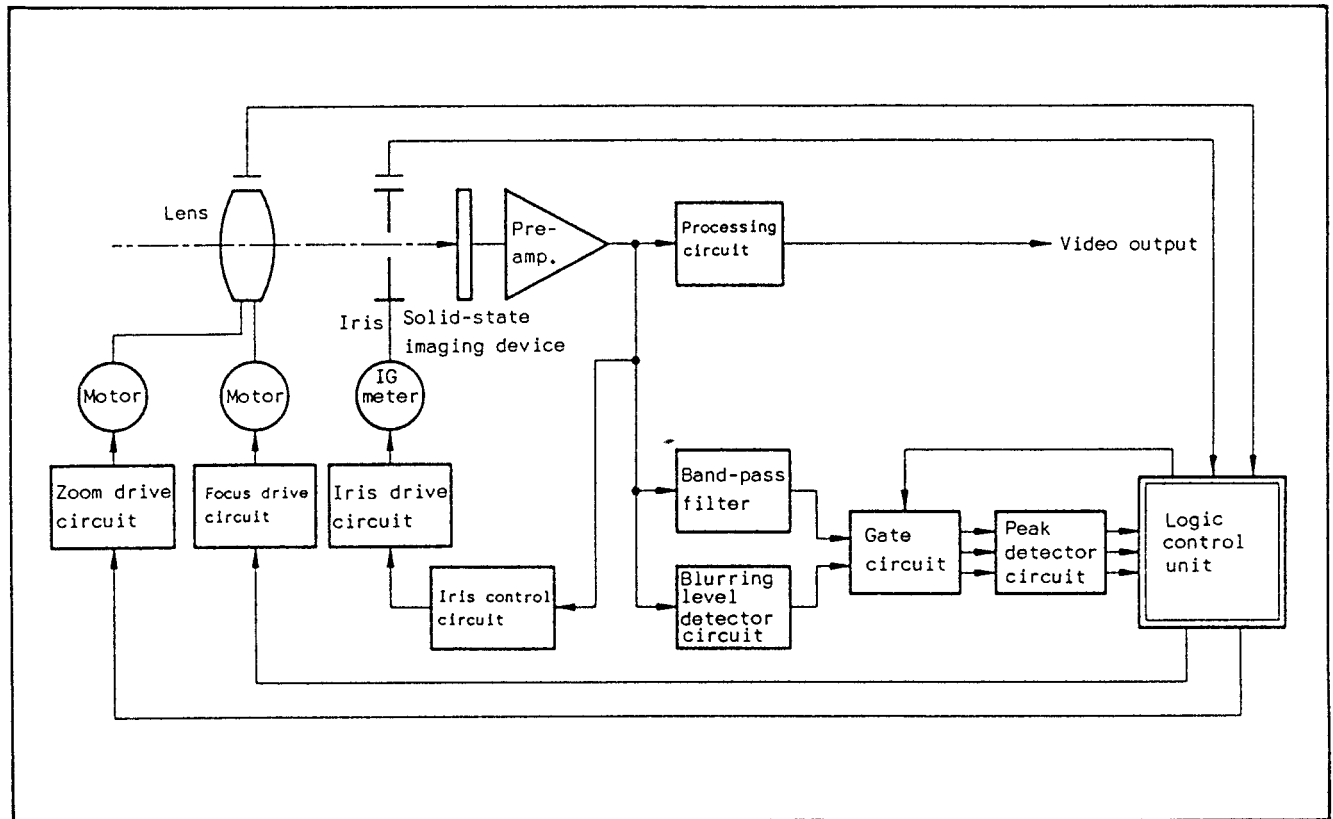 Lens
Pre-
amp.
Processing
circuit
Video output
Iris
Solid-state
imaging device
Motor
Motor
IG
meter
Zoom drive
circuit
Focus drive
circuit
Iris drive
circuit
Band-pass
filter
Gate
circuit
Peak
detector
circuit
Logic
control
unit
Iris control
circuit
Blurring
level
detector
circuit